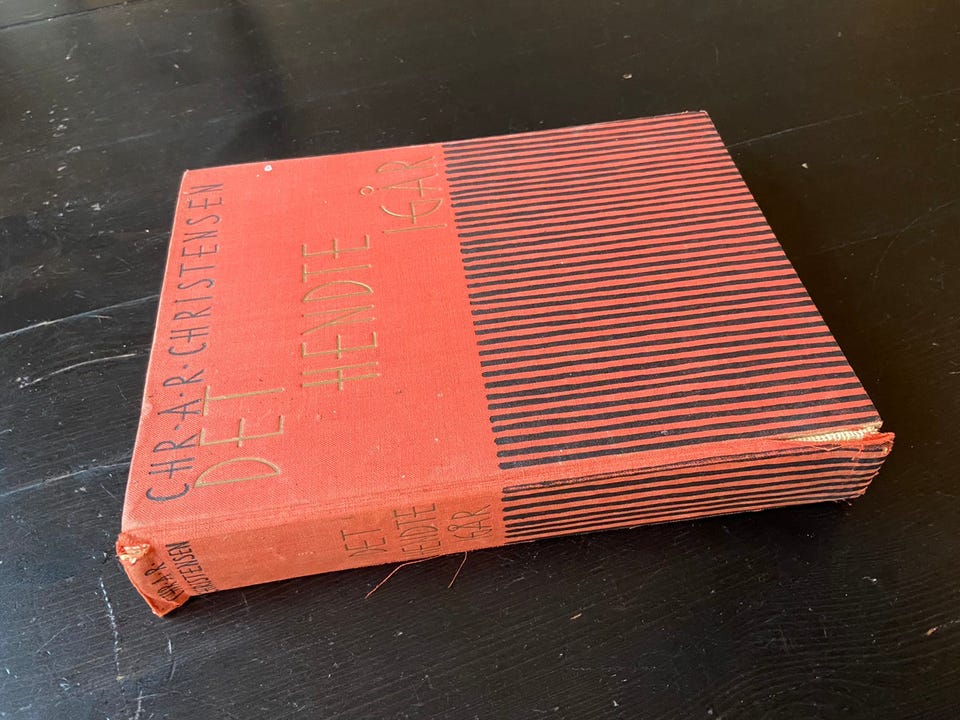 CHR·A·R·CHRISTENSEN
DET
HENDTE
IGÅR
CHR·A·R·
CHRISTENSEN
DET
HENDTE
IGÅR